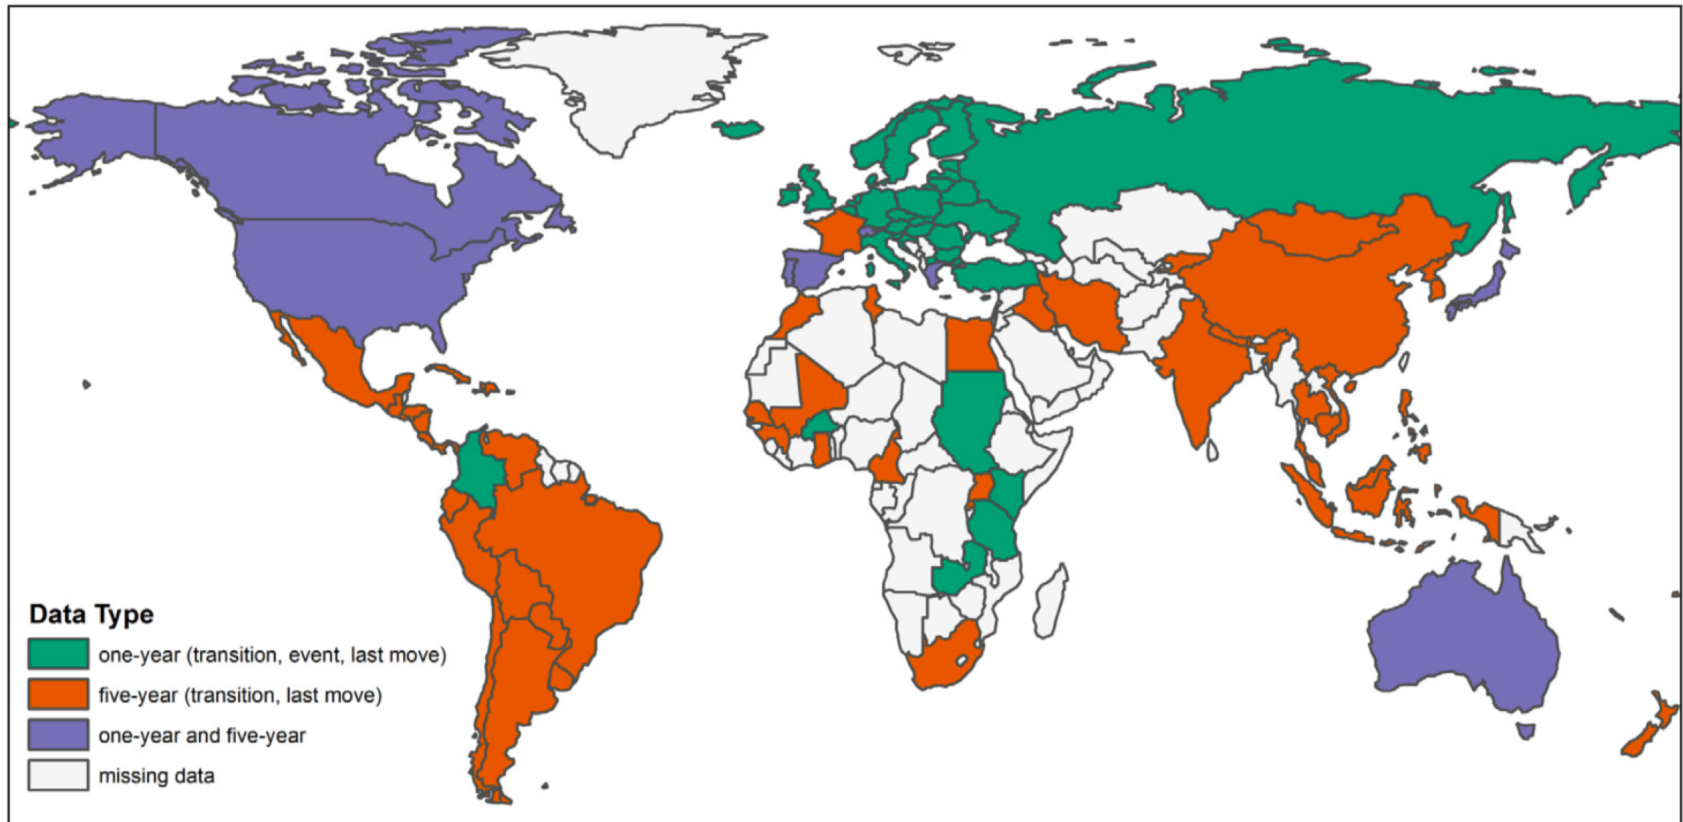 Data Type
one-year (transition, event, last move)
five-year (transition, last move)
one-year and five-year
missing data